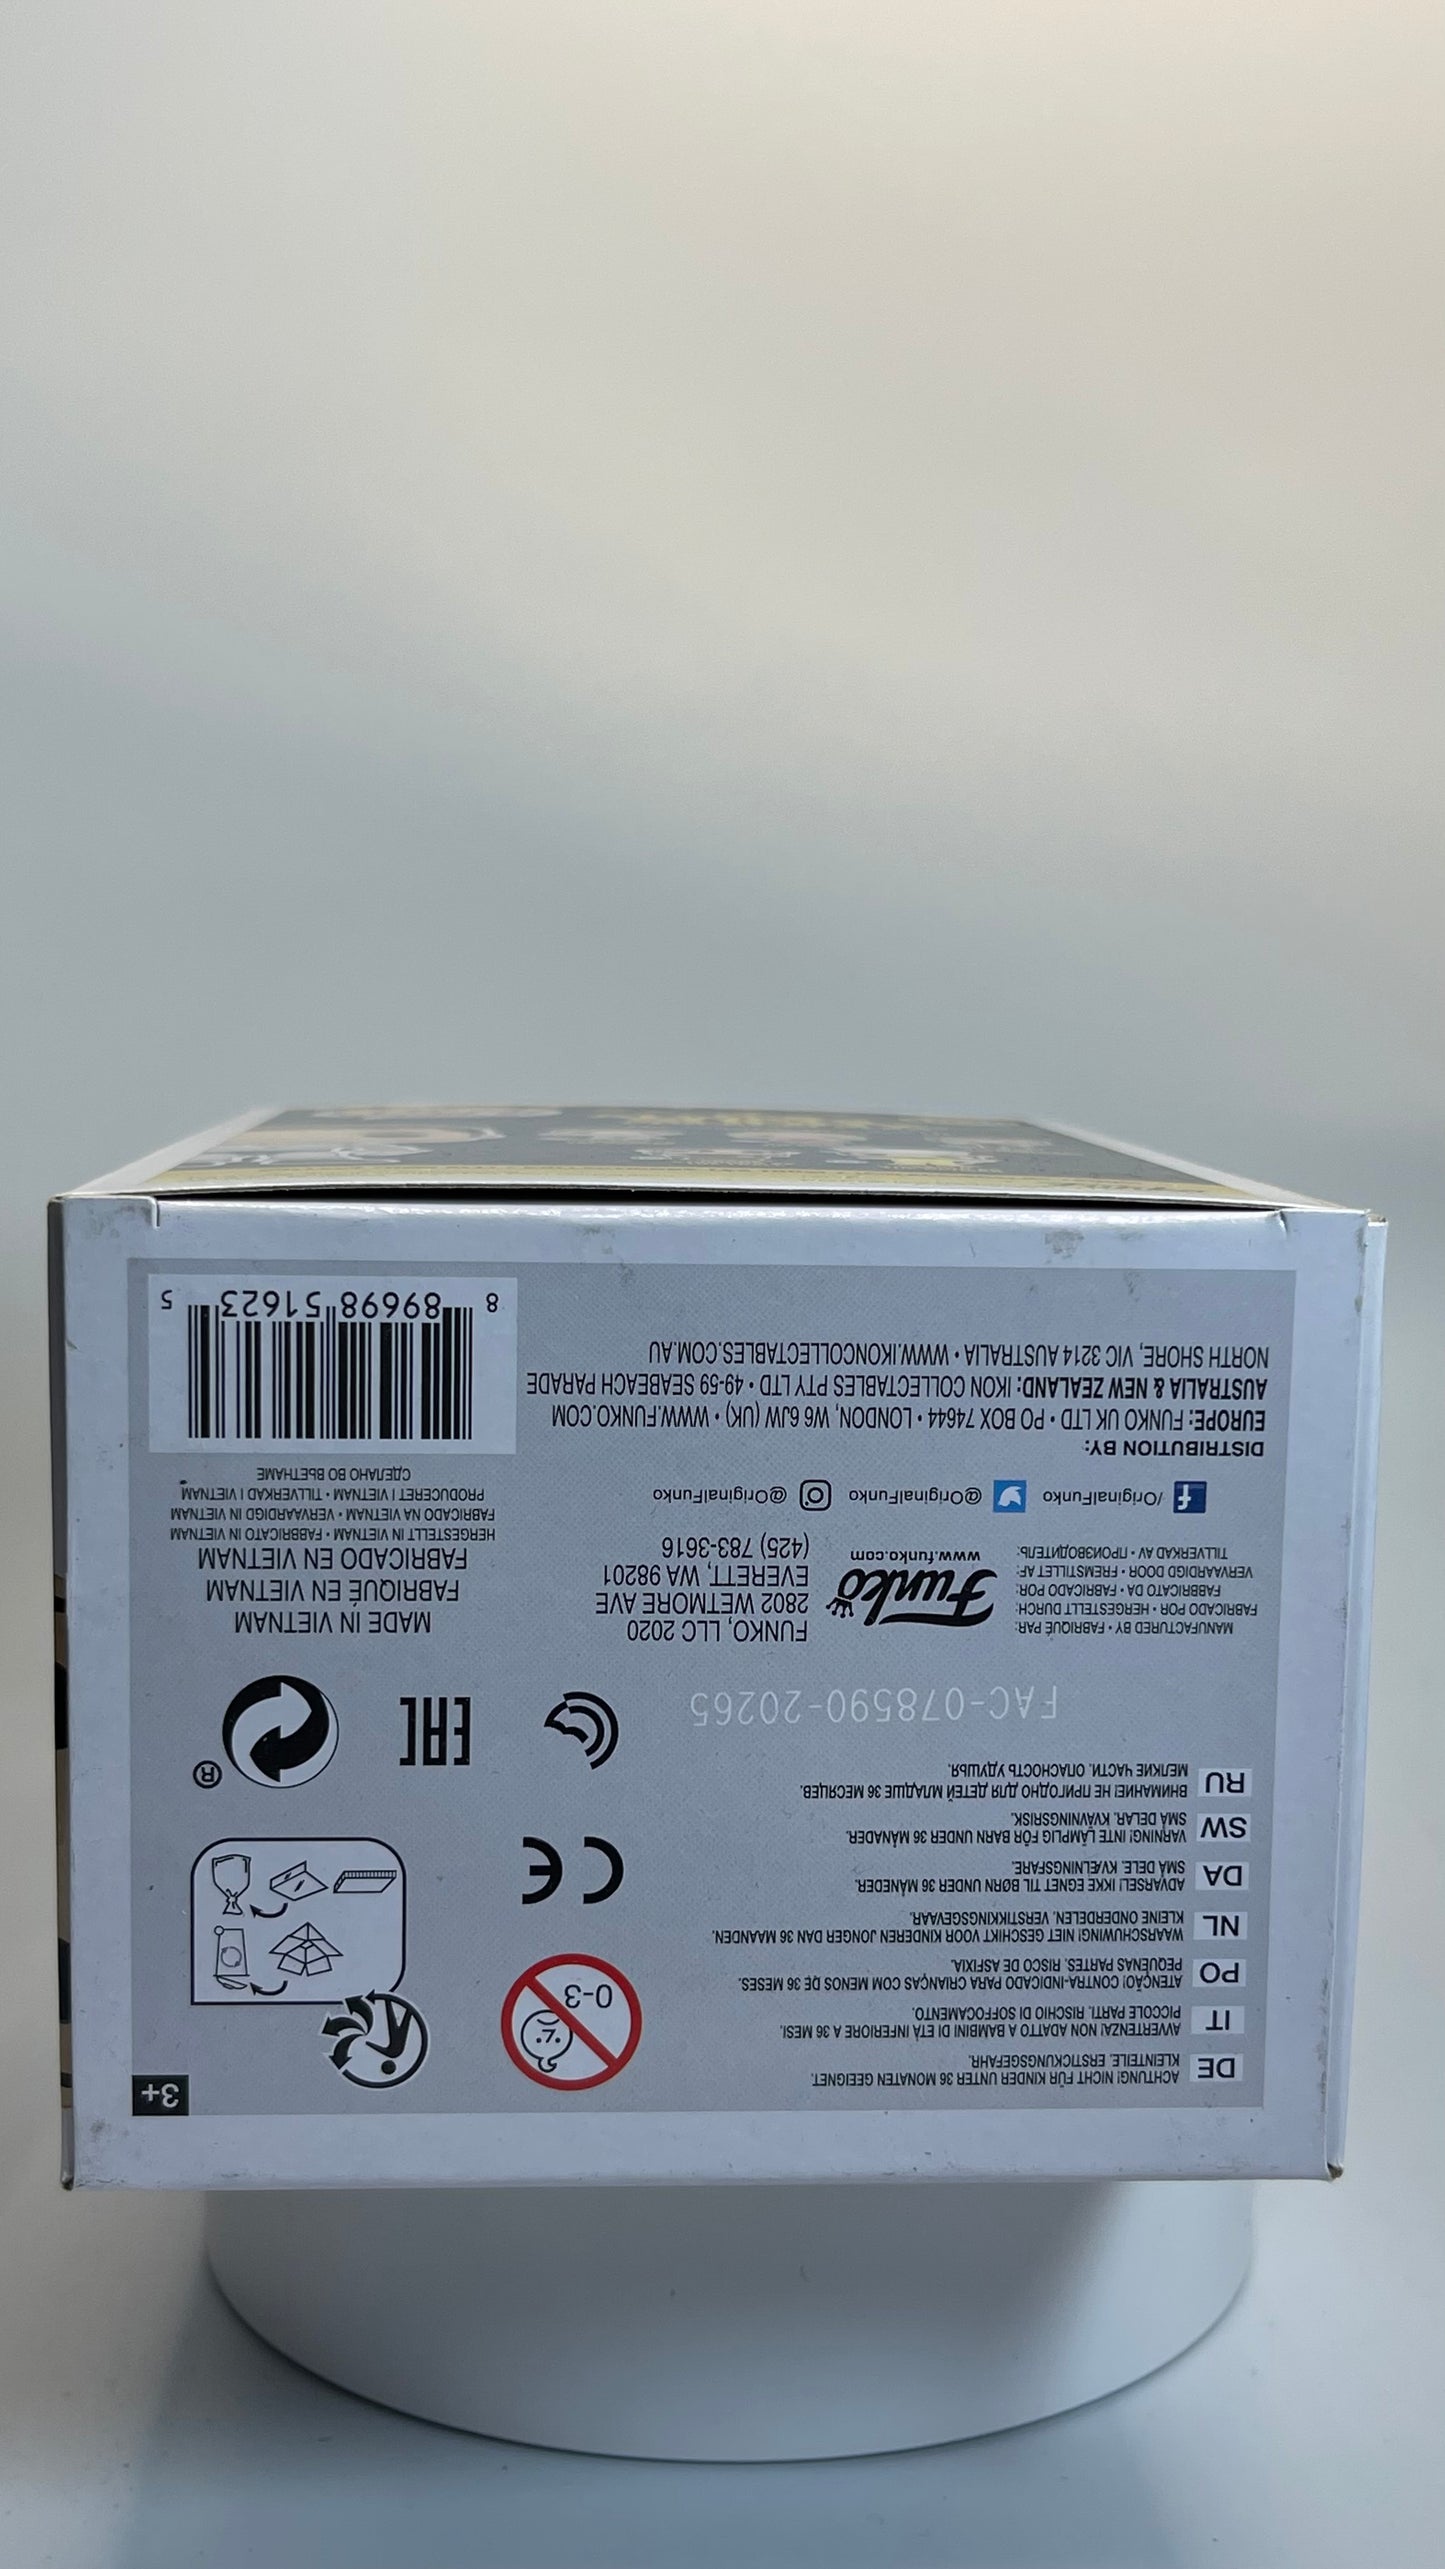 3+
DE
ACHTUNG! NICHT FÜR KINDER UNTER 36 MONATEN GEEIGNET.
KLEINTEILE. ERSTICKUNGSGEFAHR.
IT
AVVERTENZA! NON ADATTO A BAMBINI DI ETÀ INFERIORE A 36 MESI.
PICCOLE PARTI. RISCHIO DI SOFFOCAMENTO.
PO
ATENÇÃO! CONTRA-INDICADO PARA CRIANÇAS COM MENOS DE 36 MESES.
PEQUENAS PARTES. RISCO DE ASFIXIA.
NL
WAARSCHUWING! NIET GESCHIKT VOOR KINDEREN JONGER DAN 36 MAANDEN.
KLEINE ONDERDELEN. VERSTIKKINGSGEVAAR.
DA
ADVARSEL! IKKE EGNET TIL BØRN UNDER 36 MÅNEDER.
SMÅ DELE. KVÆLNINGSFARE.
SW
VARNING! INTE LÄMPLIG FÖR BARN UNDER 36 MÅNADER.
SMÅ DELAR. KVÄVNINGSRISK.
RU
ВНИМАНИЕ! НЕ ПРИГОДНО ДЛЯ ДЕТЕЙ МЛАДШЕ 36 МЕСЯЦЕВ.
МЕЛКИЕ ЧАСТИ. ОПАСНОСТЬ УДУШЬЯ.
0-3
CE
EAC
®
FAC-078590-20265
MANUFACTURED BY • FABRIQUÉ PAR:
FABRICADO POR • HERGESTELLT DURCH:
FABBRICATO DA • FABRICADO POR:
VERVAARDIGD DOOR • FREMSTILLET AF:
TILLVERKAD AV • ПРОИЗВОДИТЕЛЬ:
Funko
www.funko.com
FUNKO, LLC 2020
2802 WETMORE AVE
EVERETT, WA 98201
(425) 783-3616
MADE IN VIETNAM
FABRIQUÉ EN VIETNAM
FABRICADO EN VIETNAM
HERGESTELLT IN VIETNAM • FABBRICATO IN VIETNAM
FABRICADO NA VIETNAM • VERVAARDIGD IN VIETNAM
PRODUCERET I VIETNAM • TILLVERKAD I VIETNAM
СДЕЛАНО ВО ВЬЕТНАМЕ
/OriginalFunko
@OriginalFunko
@OriginalFunko
DISTRIBUTION BY:
EUROPE: FUNKO UK LTD • PO BOX 74644 • LONDON, W6 6JW (UK) • WWW.FUNKO.COM
AUSTRALIA & NEW ZEALAND: IKON COLLECTABLES PTY LTD • 49-59 SEABEACH PARADE
NORTH SHORE, VIC 3214 AUSTRALIA • WWW.IKONCOLLECTABLES.COM.AU
8 89698 51623 5